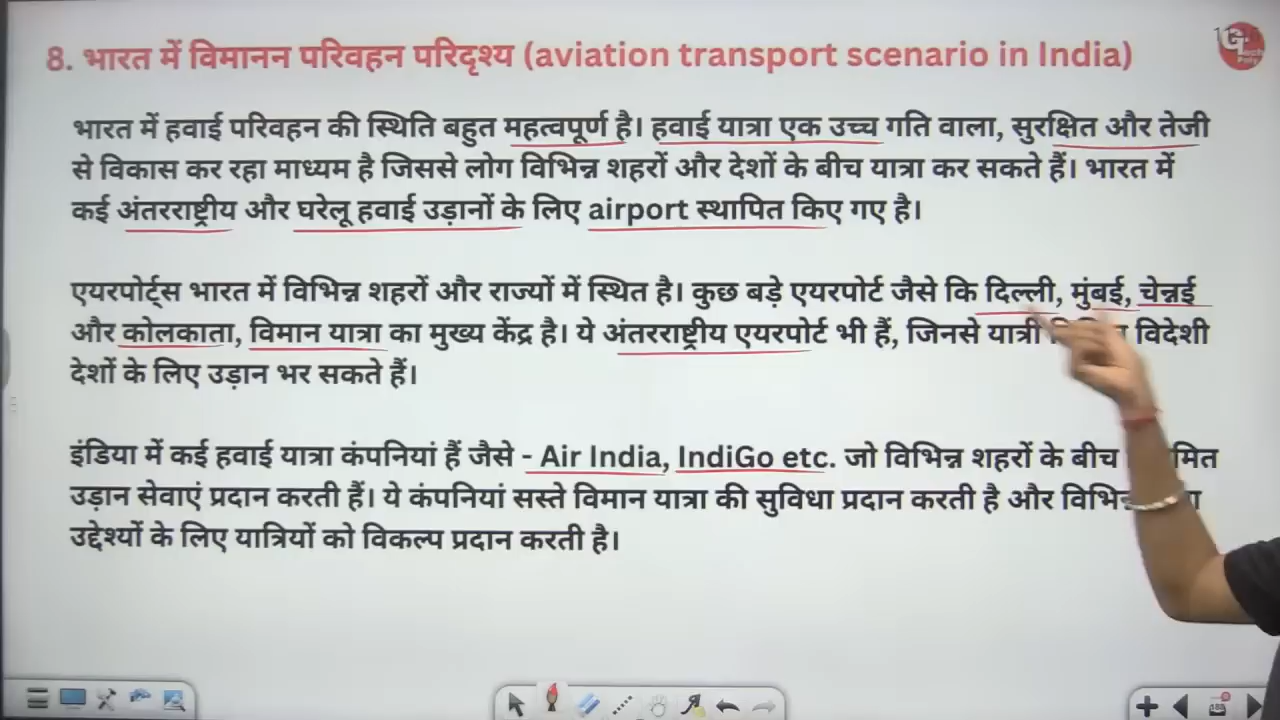 8. भारत में विमानन परिवहन परिदृश्य (aviation transport scenario in India)
भारत में हवाई परिवहन की स्थिति बहुत महत्वपूर्ण है। हवाई यात्रा एक उच्च गति वाला, सुरक्षित और तेजी
से विकास कर रहा माध्यम है जिससे लोग विभिन्न शहरों और देशों के बीच यात्रा कर सकते हैं। भारत में
कई अंतरराष्ट्रीय और घरेलू हवाई उड़ानों के लिए airport स्थापित किए गए है।
एयरपोर्ट्स भारत में विभिन्न शहरों और राज्यों में स्थित है। कुछ बड़े एयरपोर्ट जैसे कि दिल्ली, मुंबई, चेन्नई
और कोलकाता, विमान यात्रा का मुख्य केंद्र है। ये अंतरराष्ट्रीय एयरपोर्ट भी हैं, जिनसे यात्री विदेशी
देशों के लिए उड़ान भर सकते हैं।
इंडिया में कई हवाई यात्रा कंपनियां हैं जैसे - Air India, IndiGo etc. जो विभिन्न शहरों के बीच
उड़ान सेवाएं प्रदान करती हैं। ये कंपनियां सस्ते विमान यात्रा की सुविधा प्रदान करती है और
उद्देश्यों के लिए यात्रियों को विकल्प प्रदान करती है।